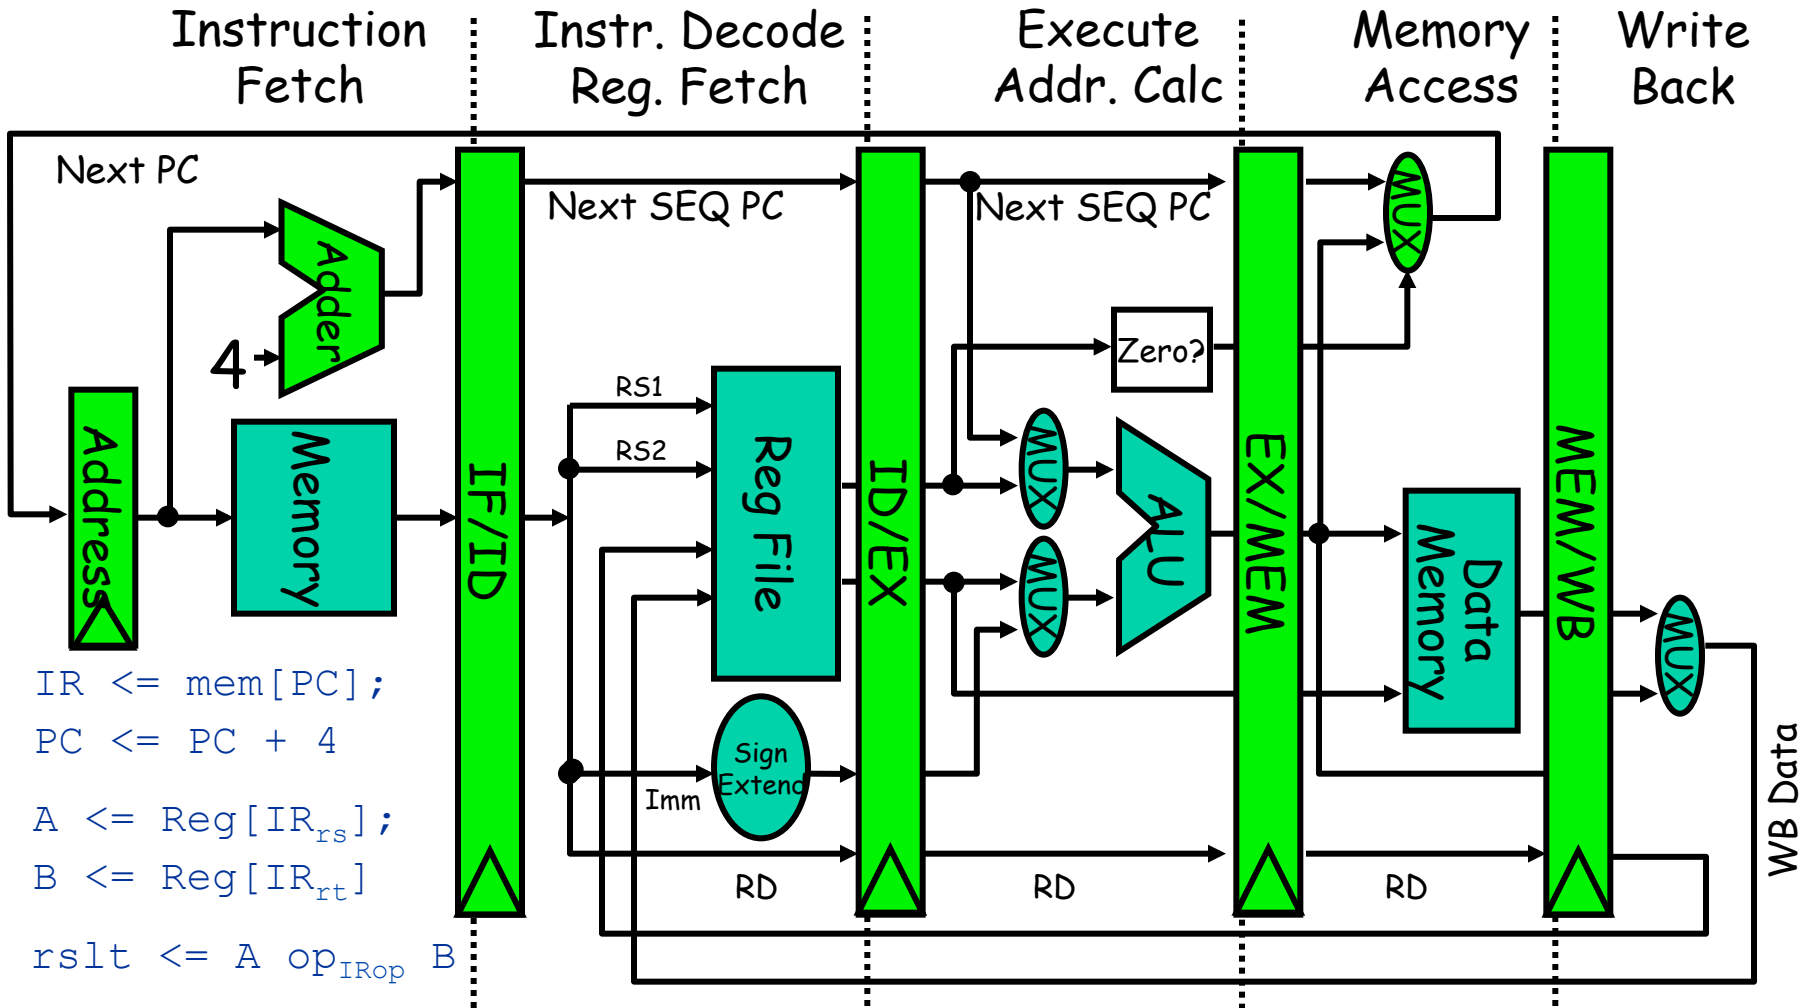 Instruction
Fetch
Instr. Decode
Reg. Fetch
Execute
Addr. Calc
Memory
Access
Write
Back
Next PC
Next SEQ PC
Next SEQ PC
MUX
Adder
4
Zero?
RS1
RS2
Address
Memory
IF/ID
Reg File
ID/EX
MUX
MUX
ALU
EX/MEM
Data
Memory
MEM/WB
MUX
Sign
Extend
Imm
RD
RD
RD
WB Data
IR <= mem[PC];
PC <= PC + 4
A <= Reg[IRrs];
B <= Reg[IRrt]
rslt <= A opIRop B